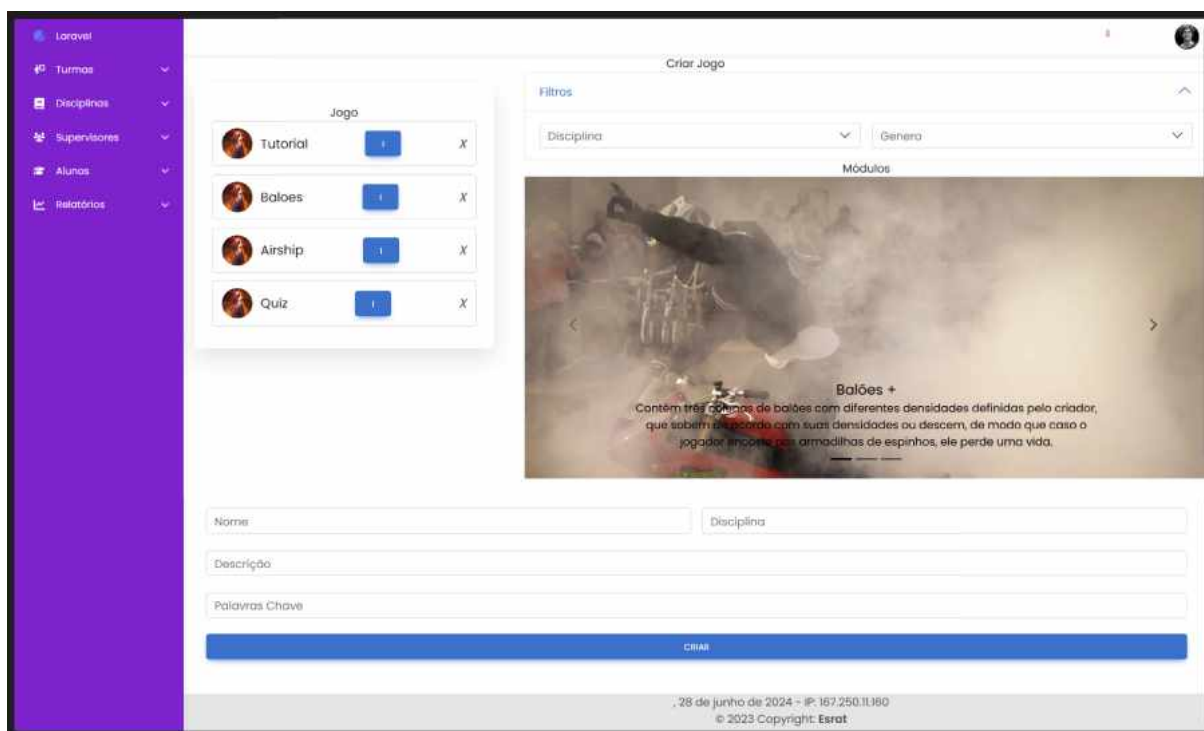 Laravel
Turmas
Disciplinas
Supervisores
Alunos
Relatórios
Criar Jogo
Jogo
Tutorial
X
Baloes
X
Airship
X
Quiz
X
Filtros
Disciplina
Genero
Módulos
Balões +
Contém três colunas de balões com diferentes densidades definidas pelo criador,
que sobem de acordo com suas densidades ou descem, de modo que caso o
jogador encoste nas armadilhas de espinhos, ele perde uma vida.
Nome
Disciplina
Descrição
Palavras Chave
CRIAR
, 28 de junho de 2024 - IP: 167.250.11.160
© 2023 Copyright: Esrat